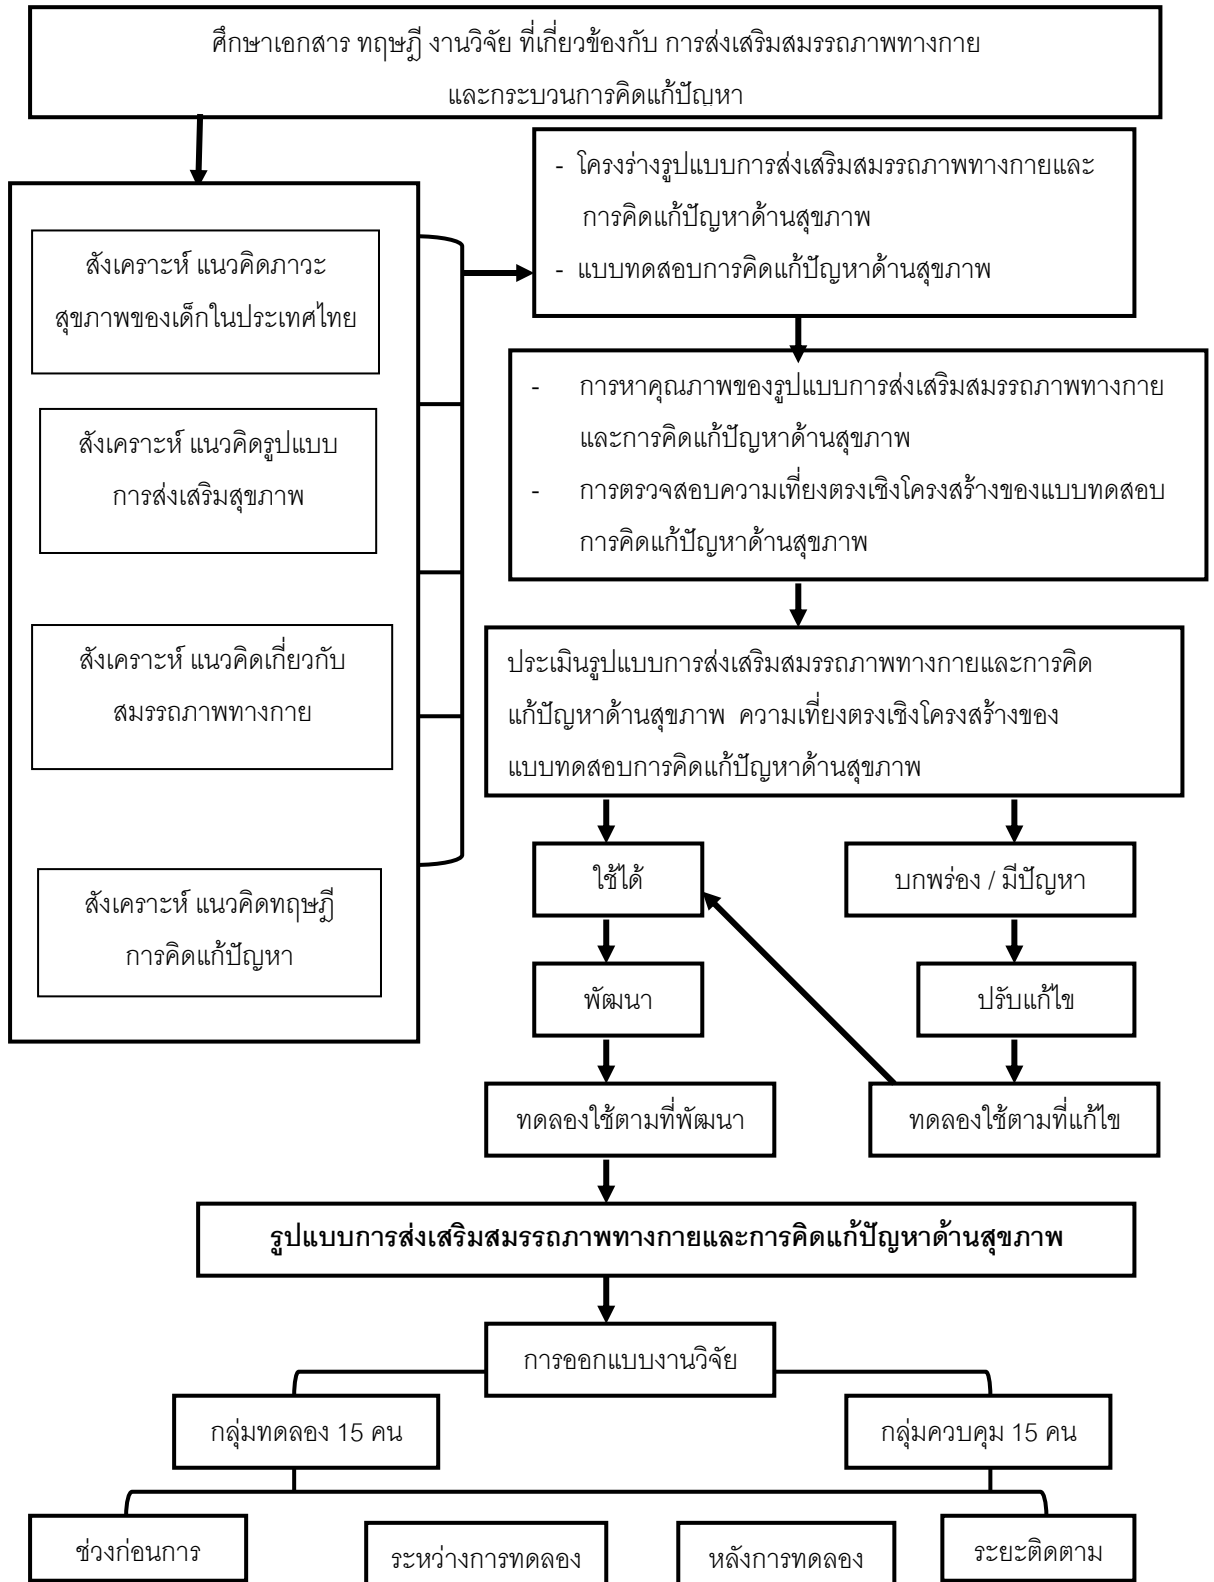 ศึกษาเอกสาร ทฤษฎี งานวิจัย ที่เกี่ยวข้องกับ การส่งเสริมสมรรถภาพทางกาย
และกระบวนการคิดแก้ปัญหา
สังเคราะห์ แนวคิดภาวะ
สุขภาพของเด็กในประเทศไทย
สังเคราะห์ แนวคิดรูปแบบ
การส่งเสริมสุขภาพ
สังเคราะห์ แนวคิดเกี่ยวกับ
สมรรถภาพทางกาย
สังเคราะห์ แนวคิดทฤษฎี
การคิดแก้ปัญหา
- โครงร่างรูปแบบการส่งเสริมสมรรถภาพทางกายและ
การคิดแก้ปัญหาด้านสุขภาพ
- แบบทดสอบการคิดแก้ปัญหาด้านสุขภาพ
- การหาคุณภาพของรูปแบบการส่งเสริมสมรรถภาพทางกาย
และการคิดแก้ปัญหาด้านสุขภาพ
- การตรวจสอบความเที่ยงตรงเชิงโครงสร้างของแบบทดสอบ
การคิดแก้ปัญหาด้านสุขภาพ
ประเมินรูปแบบการส่งเสริมสมรรถภาพทางกายและการคิด
แก้ปัญหาด้านสุขภาพ ความเที่ยงตรงเชิงโครงสร้างของ
แบบทดสอบการคิดแก้ปัญหาด้านสุขภาพ
ใช้ได้
บกพร่อง / มีปัญหา
พัฒนา
ปรับแก้ไข
ทดลองใช้ตามที่พัฒนา
ทดลองใช้ตามที่แก้ไข
รูปแบบการส่งเสริมสมรรถภาพทางกายและการคิดแก้ปัญหาด้านสุขภาพ
การออกแบบงานวิจัย
กลุ่มทดลอง 15 คน
กลุ่มควบคุม 15 คน
ช่วงก่อนการ
ระหว่างการทดลอง
หลังการทดลอง
ระยะติดตาม